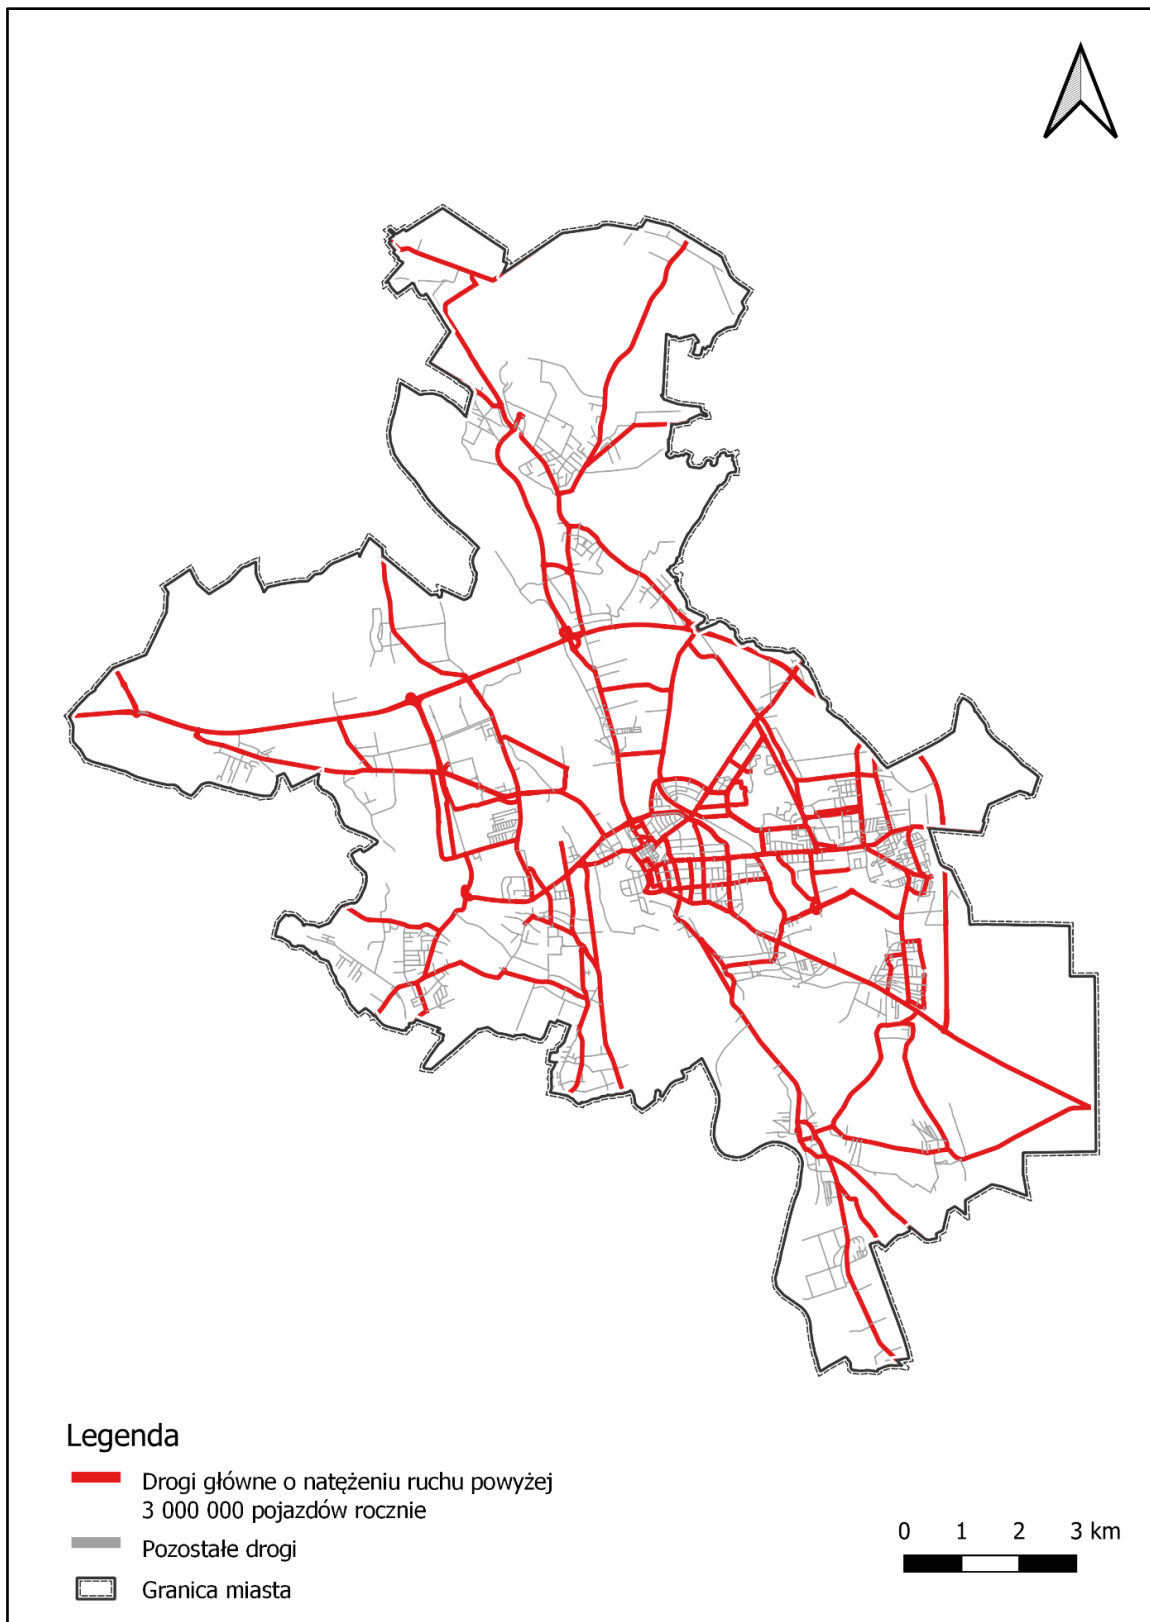 Legenda
Drogi główne o natężeniu ruchu powyżej
3 000 000 pojazdów rocznie
Pozostałe drogi
Granica miasta
0 1 2 3 km